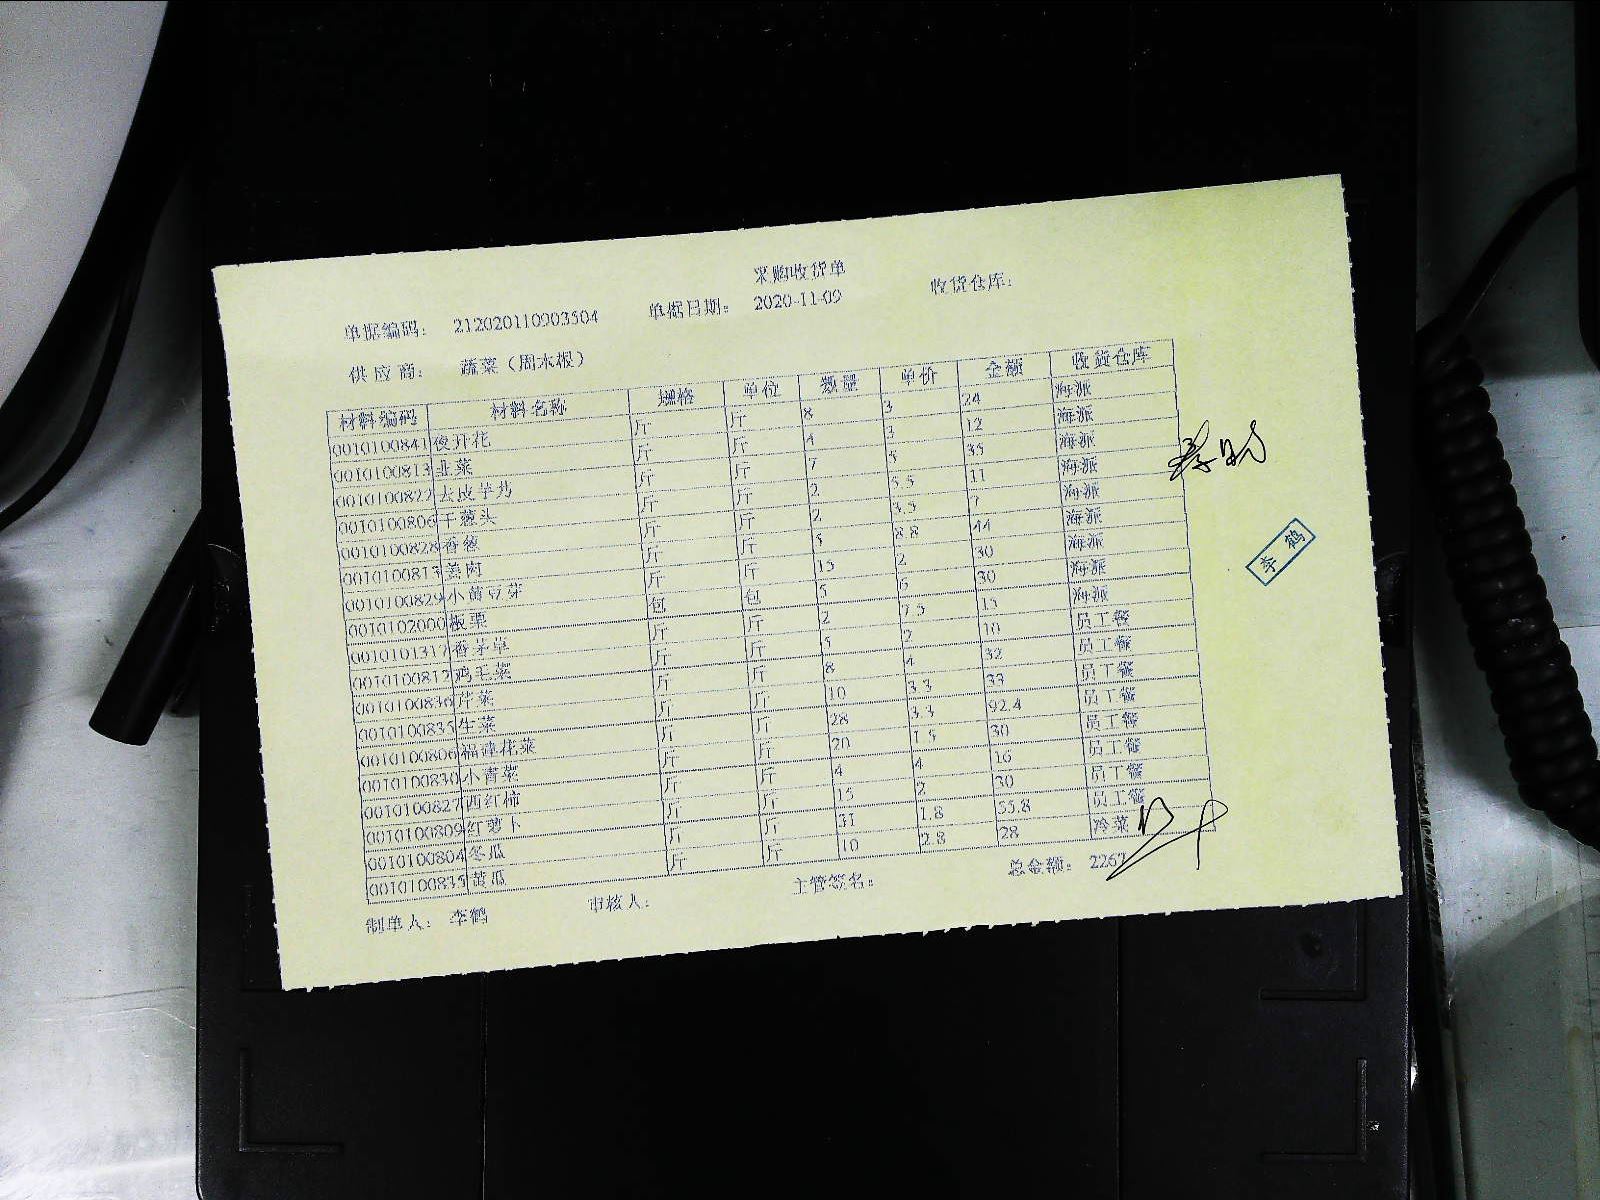 采购收货单
单据编码： 212020110903504 单据日期： 2020-11-09 收货仓库：
供应商： 蔬菜（周水根）
材料编码 材料名称 规格 单位 数量 单价 金额 收货仓库
0010100841 夜开花 斤 斤 8 3 24 海派
0010100813 韭菜 斤 斤 4 3 12 海派
0010100822 去皮芋艿 斤 斤 7 5 35 海派
0010100806 干葱头 斤 斤 2 5.5 11 海派
0010100828 香葱 斤 斤 2 3.5 7 海派
0010100813 姜肉 斤 斤 5 8.8 44 海派
0010100829 小黄豆芽 斤 斤 15 2 30 海派
0010102000 板栗 包 包 5 6 30 海派
0010101317 香茅草 斤 斤 2 7.5 15 海派
0010100812 鸡毛菜 斤 斤 5 2 10 员工餐
0010100836 芹菜 斤 斤 8 4 32 员工餐
0010100835 生菜 斤 斤 10 3.3 33 员工餐
0010100806 福建花菜 斤 斤 28 3.3 92.4 员工餐
0010100830 小青菜 斤 斤 20 1.5 30 员工餐
0010100827 西红柿 斤 斤 4 4 16 员工餐
0010100809 红萝卜 斤 斤 15 2 30 员工餐
0010100804 冬瓜 斤 斤 31 1.8 55.8 员工餐
0010100835 黄瓜 斤 斤 10 2.8 28 冷菜
制单人： 李鹤 审核人： 主管签名： 总金额： 2267
李鹤